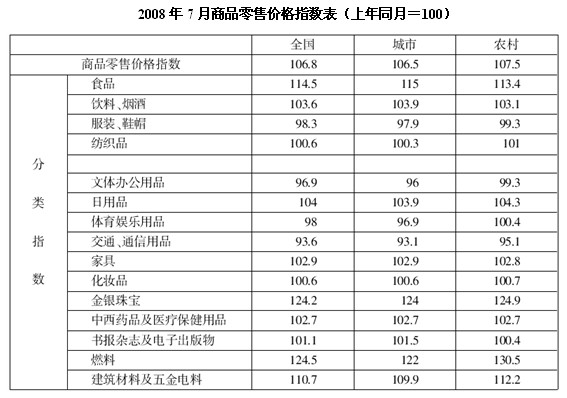 2008 年 7 月商品零售价格指数表（上年同月＝100）
全国 城市 农村
商品零售价格指数 106.8 106.5 107.5
分类指数
食品 114.5 115 113.4
饮料、烟酒 103.6 103.9 103.1
服装、鞋帽 98.3 97.9 99.3
纺织品 100.6 100.3 101
文体办公用品 96.9 96 99.3
日用品 104 103.9 104.3
体育娱乐用品 98 96.9 100.4
交通、通信用品 93.6 93.1 95.1
家具 102.9 102.9 102.8
化妆品 100.6 100.6 100.7
金银珠宝 124.2 124 124.9
中西药品及医疗保健用品 102.7 102.7 102.7
书报杂志及电子出版物 101.1 101.5 100.4
燃料 124.5 122 130.5
建筑材料及五金电料 110.7 109.9 112.2